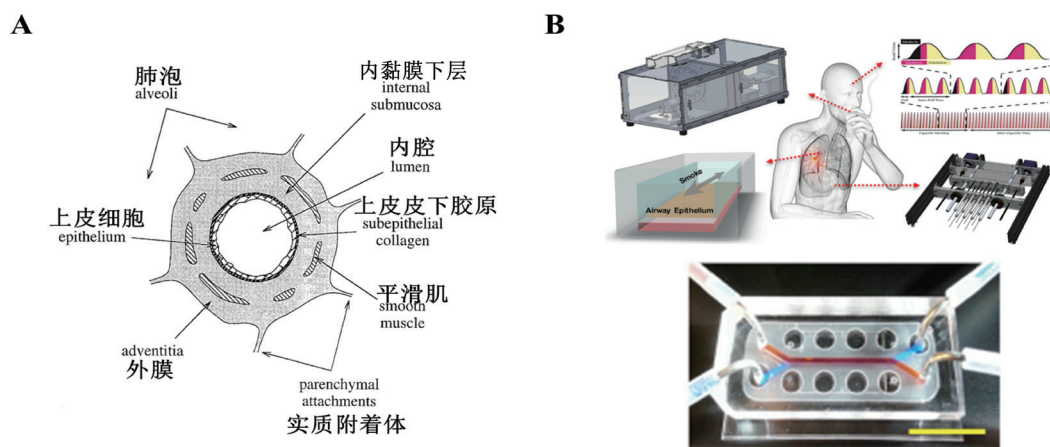 A
肺泡
alveoli
内黏膜下层
internal
submucosa
内腔
lumen
上皮细胞
epithelium
上皮皮下胶原
subepithelial
collagen
平滑肌
smooth
muscle
adventitia
外膜
parenchymal
attachments
实质附着体
B
Smoke
Airway Epithelium